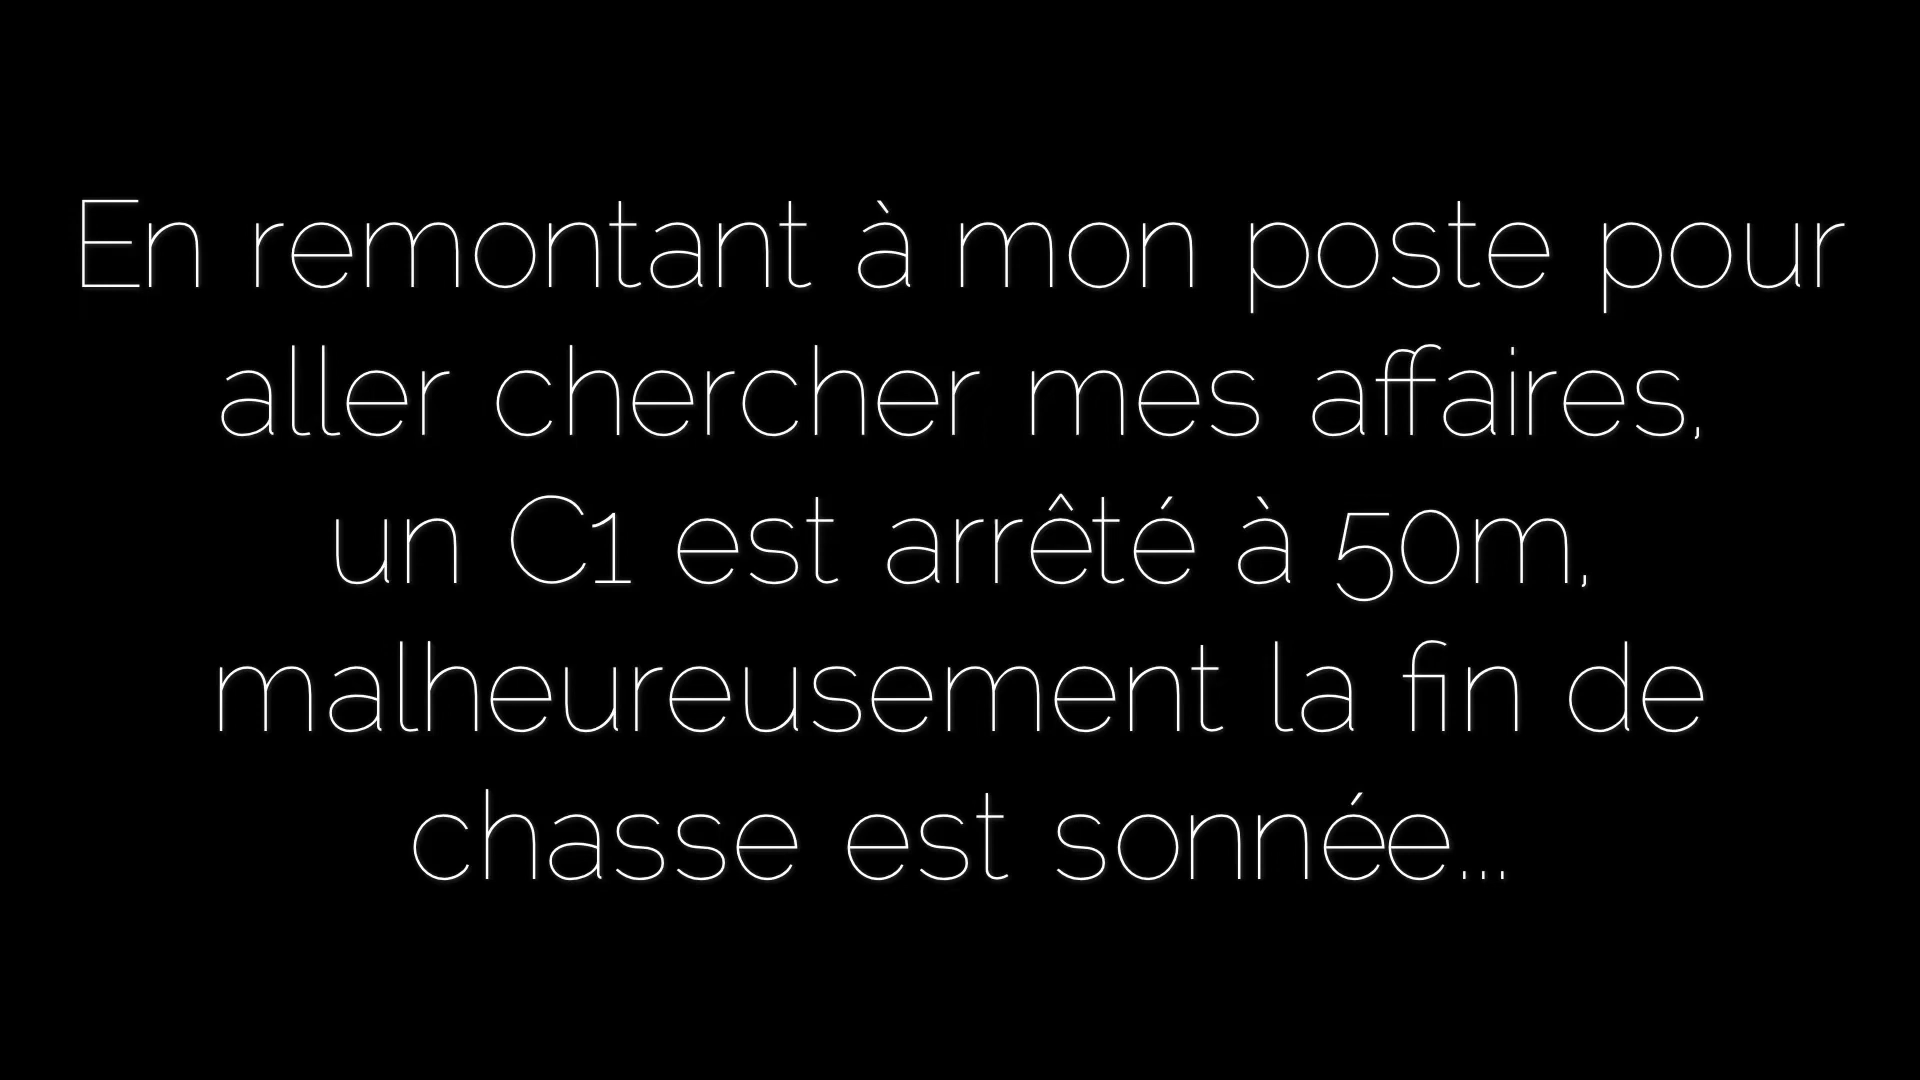 En remontant à mon poste pour
aller chercher mes affaires,
un C1 est arrêté à 50m,
malheureusement la fin de
chasse est sonnée...